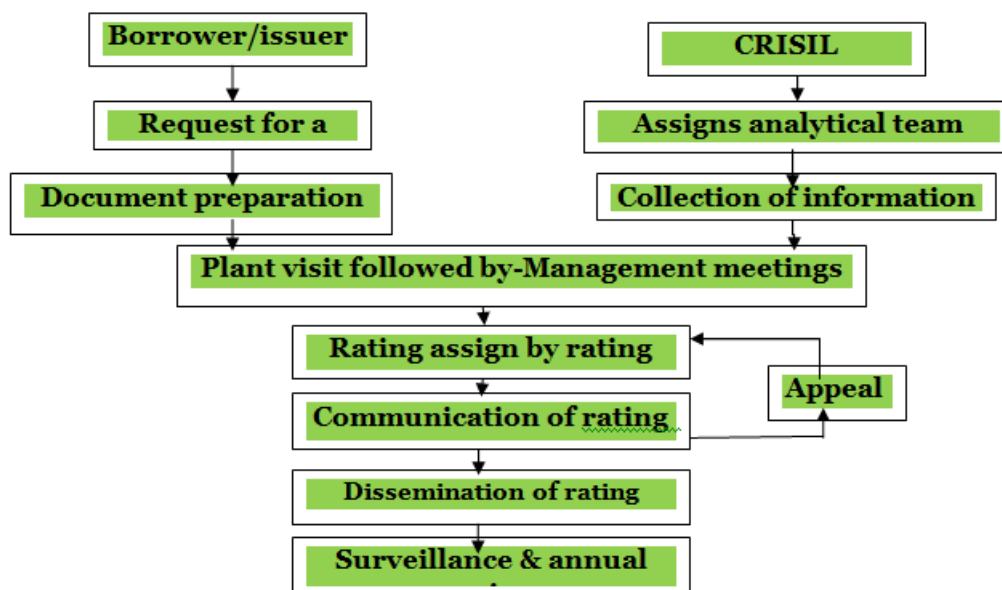 Borrower/issuer
CRISIL
Request for a
Assigns analytical team
Document preparation
Collection of information
Plant visit followed by-Management meetings
Rating assign by rating
Appeal
Communication of rating
Dissemination of rating
Surveillance & annual